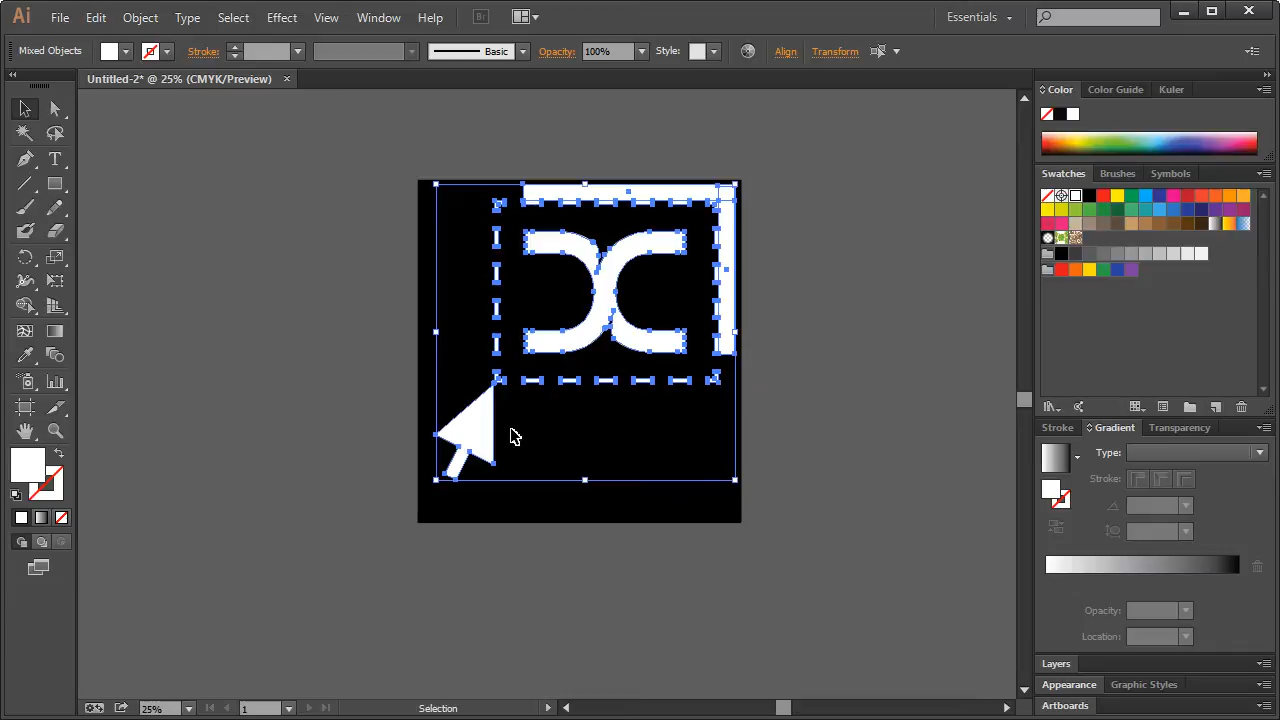 Ai File Edit Object Type Select Effect View Window Help Br Essentials
Mixed Objects Stroke: Basic Opacity: 100% Style: Align Transform
Untitled-2* @ 25% (CMYK/Preview) ×
Color Color Guide Kuler
Swatches Brushes Symbols
Stroke Gradient Transparency
Type:
Stroke:
Opacity:
Location:
Layers
Appearance Graphic Styles
Artboards
25% 1 Selection